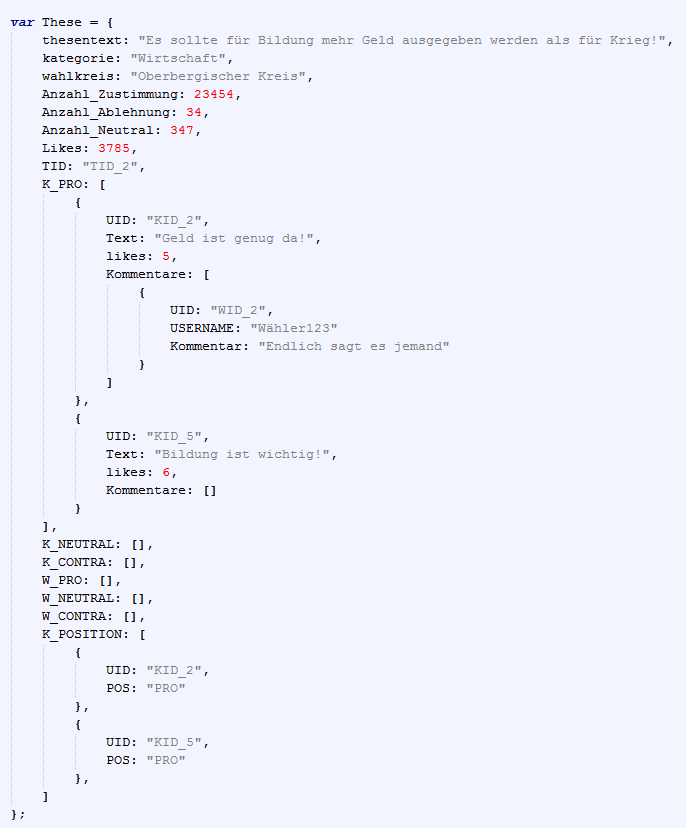 var These = {
    thesentext: "Es sollte für Bildung mehr Geld ausgegeben werden als für Krieg!",
    kategorie: "Wirtschaft",
    wahlkreis: "Oberbergischer Kreis",
    Anzahl_Zustimmung: 23454,
    Anzahl_Ablehnung: 34,
    Anzahl_Neutral: 347,
    Likes: 3785,
    TID: "TID_2",
    K_PRO: [
        {
            UID: "KID_2",
            Text: "Geld ist genug da!",
            likes: 5,
            Kommentare: [
                {
                    UID: "WID_2",
                    USERNAME: "Wähler123"
                    Kommentar: "Endlich sagt es jemand"
                }
            ]
        },
        {
            UID: "KID_5",
            Text: "Bildung ist wichtig!",
            likes: 6,
            Kommentare: []
        }
    ],
    K_NEUTRAL: [],
    K_CONTRA: [],
    W_PRO: [],
    W_NEUTRAL: [],
    W_CONTRA: [],
    K_POSITION: [
        {
            UID: "KID_2",
            POS: "PRO"
        },
        {
            UID: "KID_5",
            POS: "PRO"
        },
    ]
};